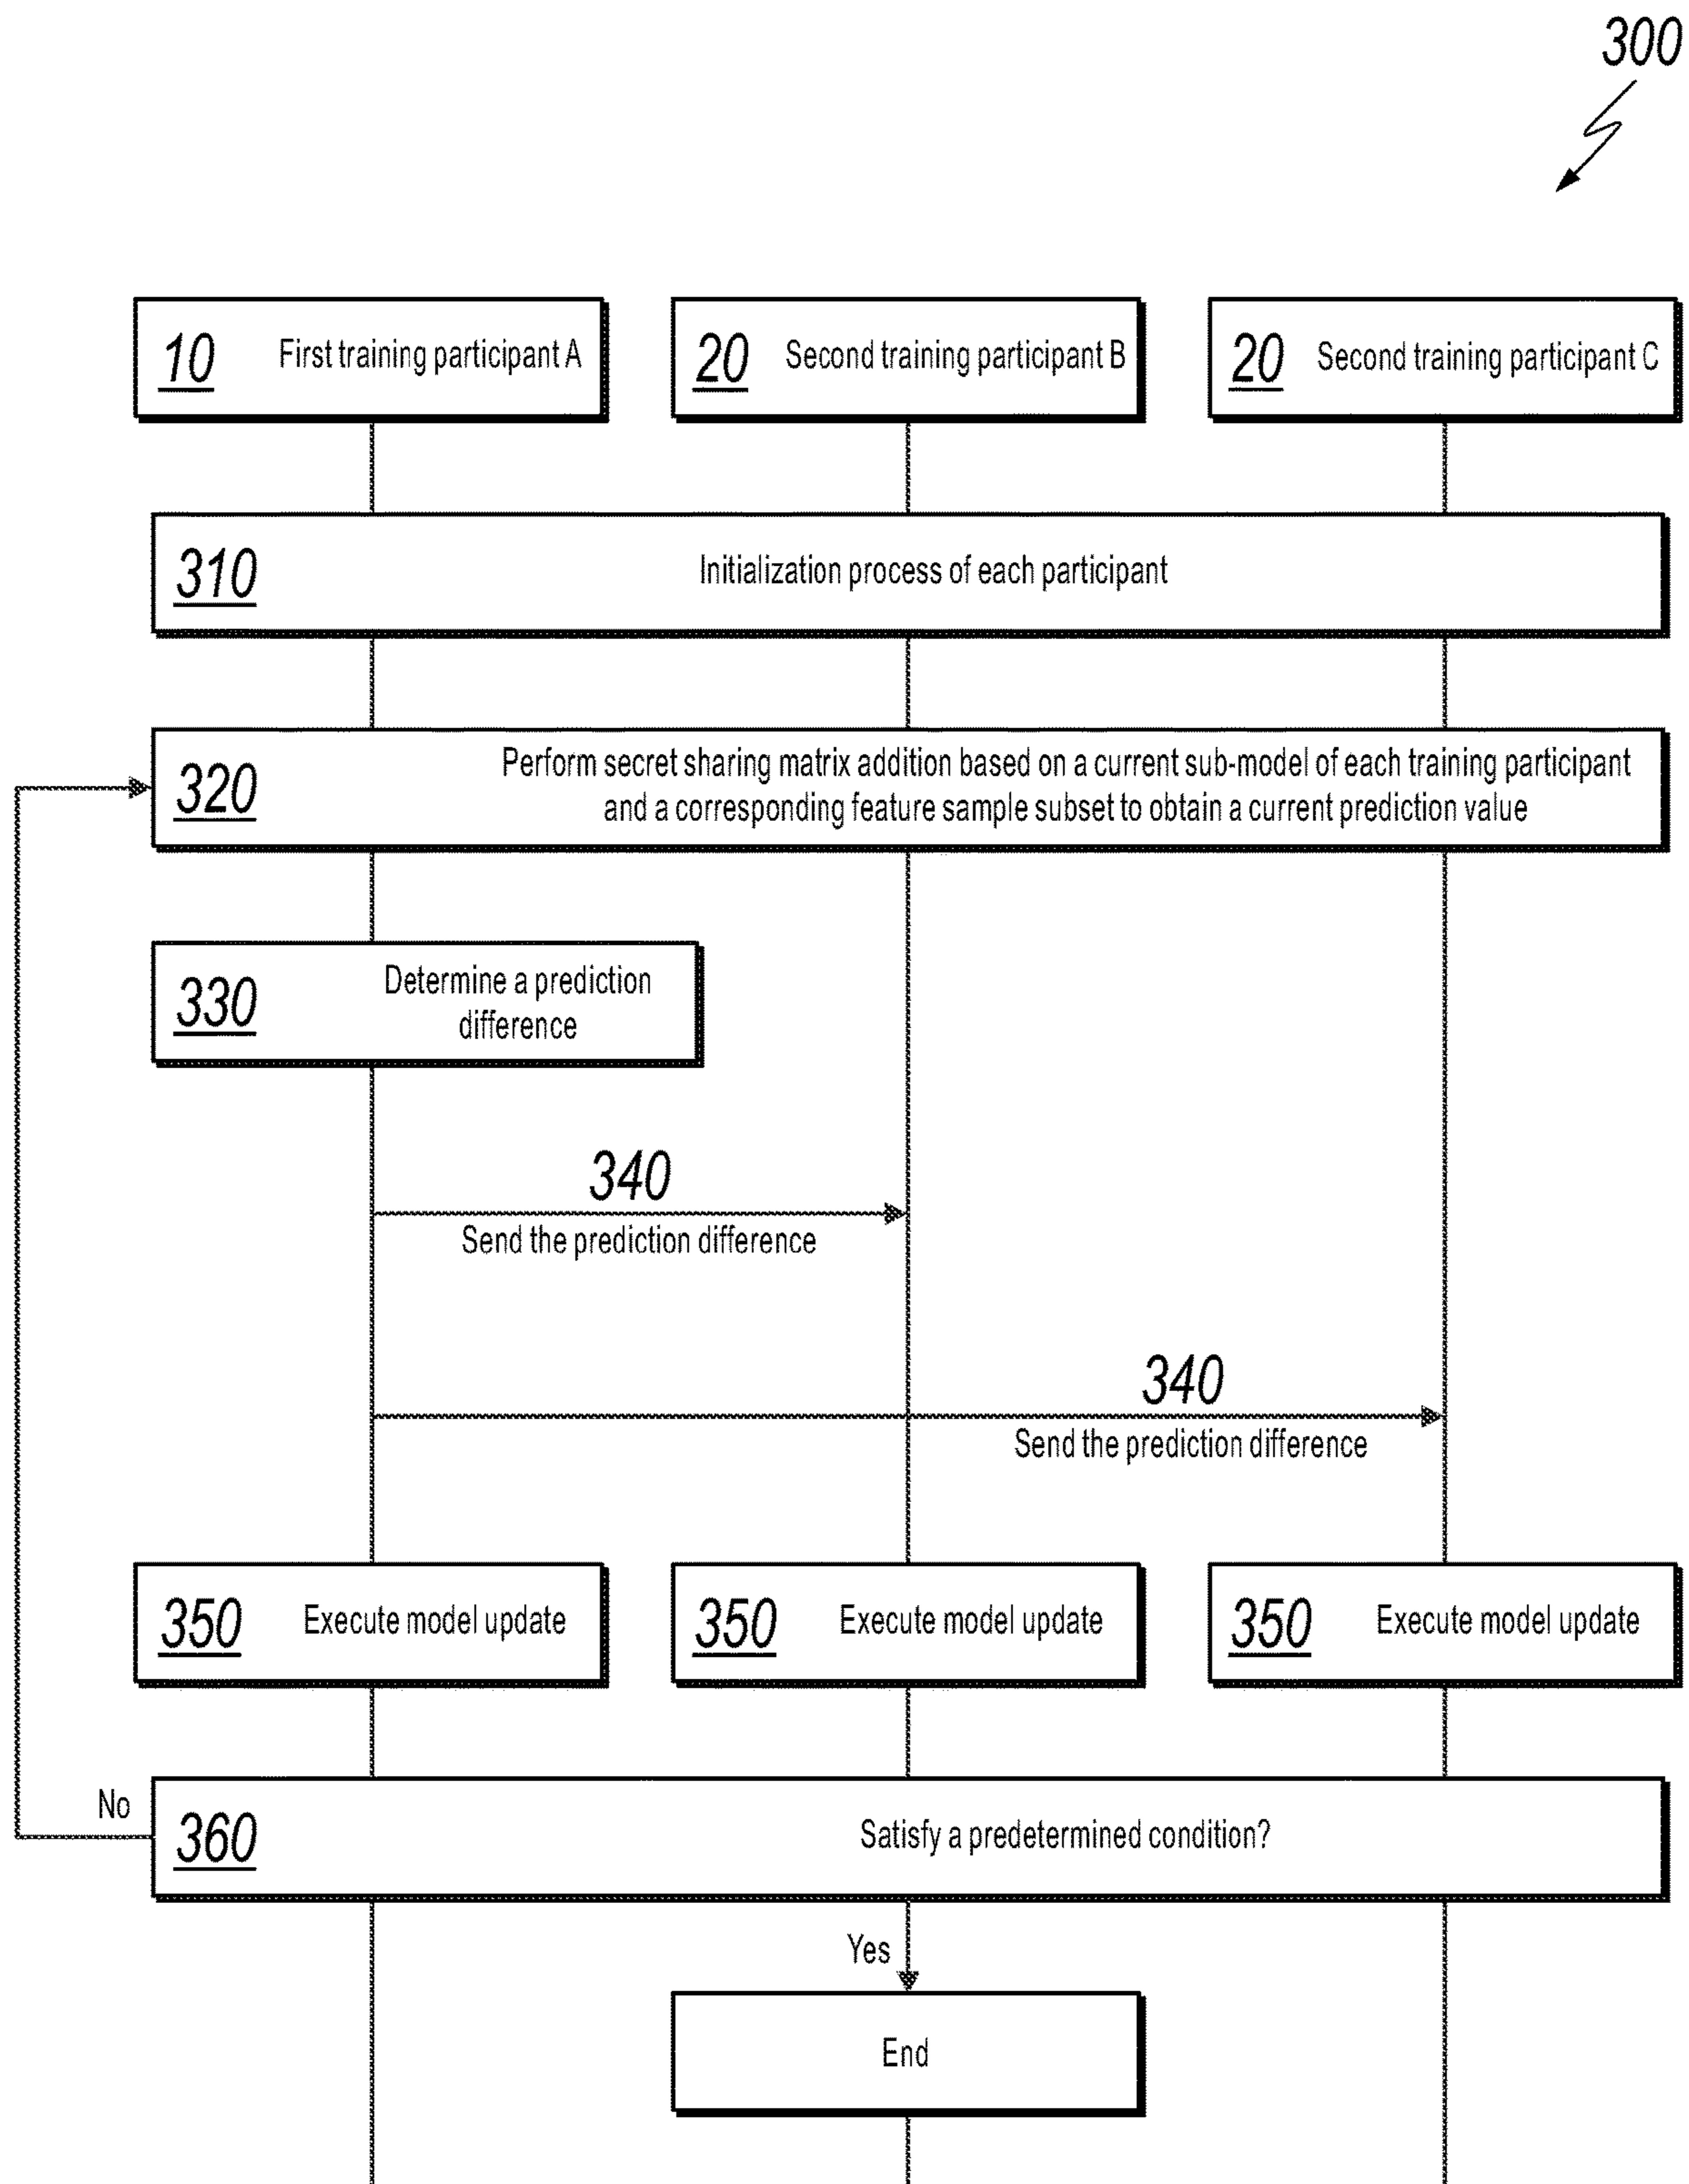 300
10 First training participant A
20 Second training participant B
20 Second training participant C
310 Initialization process of each participant
320 Perform secret sharing matrix addition based on a current sub-model of each training participant
and a corresponding feature sample subset to obtain a current prediction value
330 Determine a prediction
difference
340
Send the prediction difference
340
Send the prediction difference
350 Execute model update
350 Execute model update
350 Execute model update
No
360 Satisfy a predetermined condition?
Yes
End